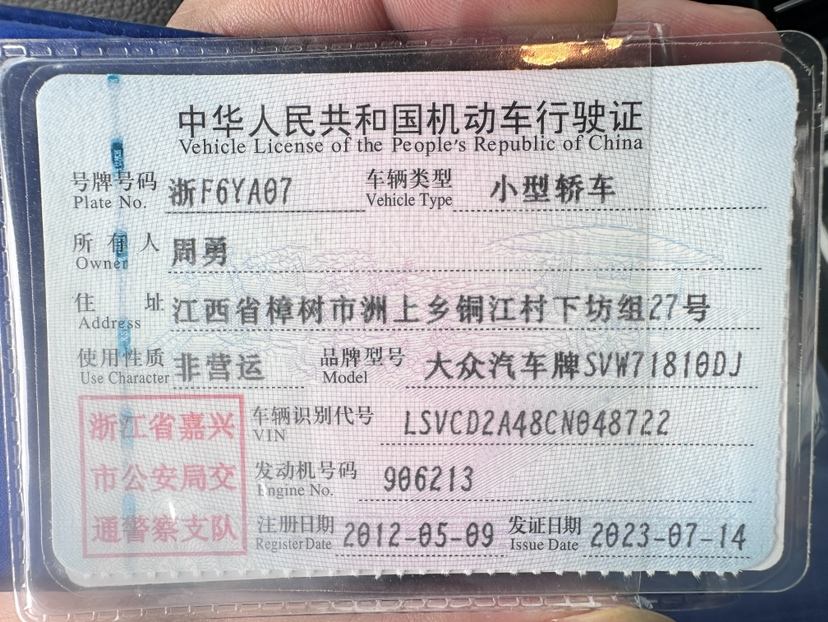 中华人民共和国机动车行驶证
Vehicle License of the People's Republic of China
号牌号码 浙F6YA07 车辆类型 小型轿车
Plate No. Vehicle Type
所有人 周勇
Owner
住址 江西省樟树市洲上乡铜江村下坊组27号
Address
使用性质 非营运 品牌型号 大众汽车牌SVW71810DJ
Use Character Model
浙江省嘉兴
市公安局交
通警察支队
车辆识别代号 LSVCD2A48CN048722
VIN
发动机号码 906213
Engine No.
注册日期 2012-05-09 发证日期 2023-07-14
Register Date Issue Date